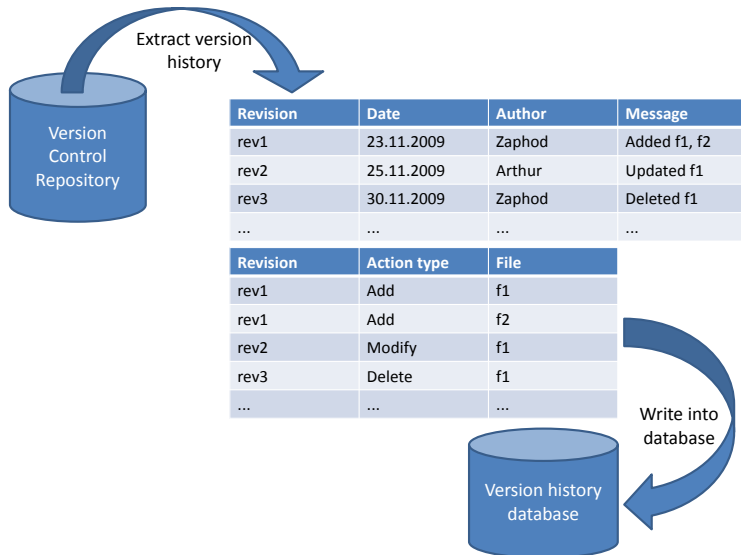 Extract version
history
Version
Control
Repository
Revision Date Author Message
rev1 23.11.2009 Zaphod Added f1, f2
rev2 25.11.2009 Arthur Updated f1
rev3 30.11.2009 Zaphod Deleted f1
... ... ... ...
Revision Action type File
rev1 Add f1
rev1 Add f2
rev2 Modify f1
rev3 Delete f1
... ... ...
Write into
database
Version history
database